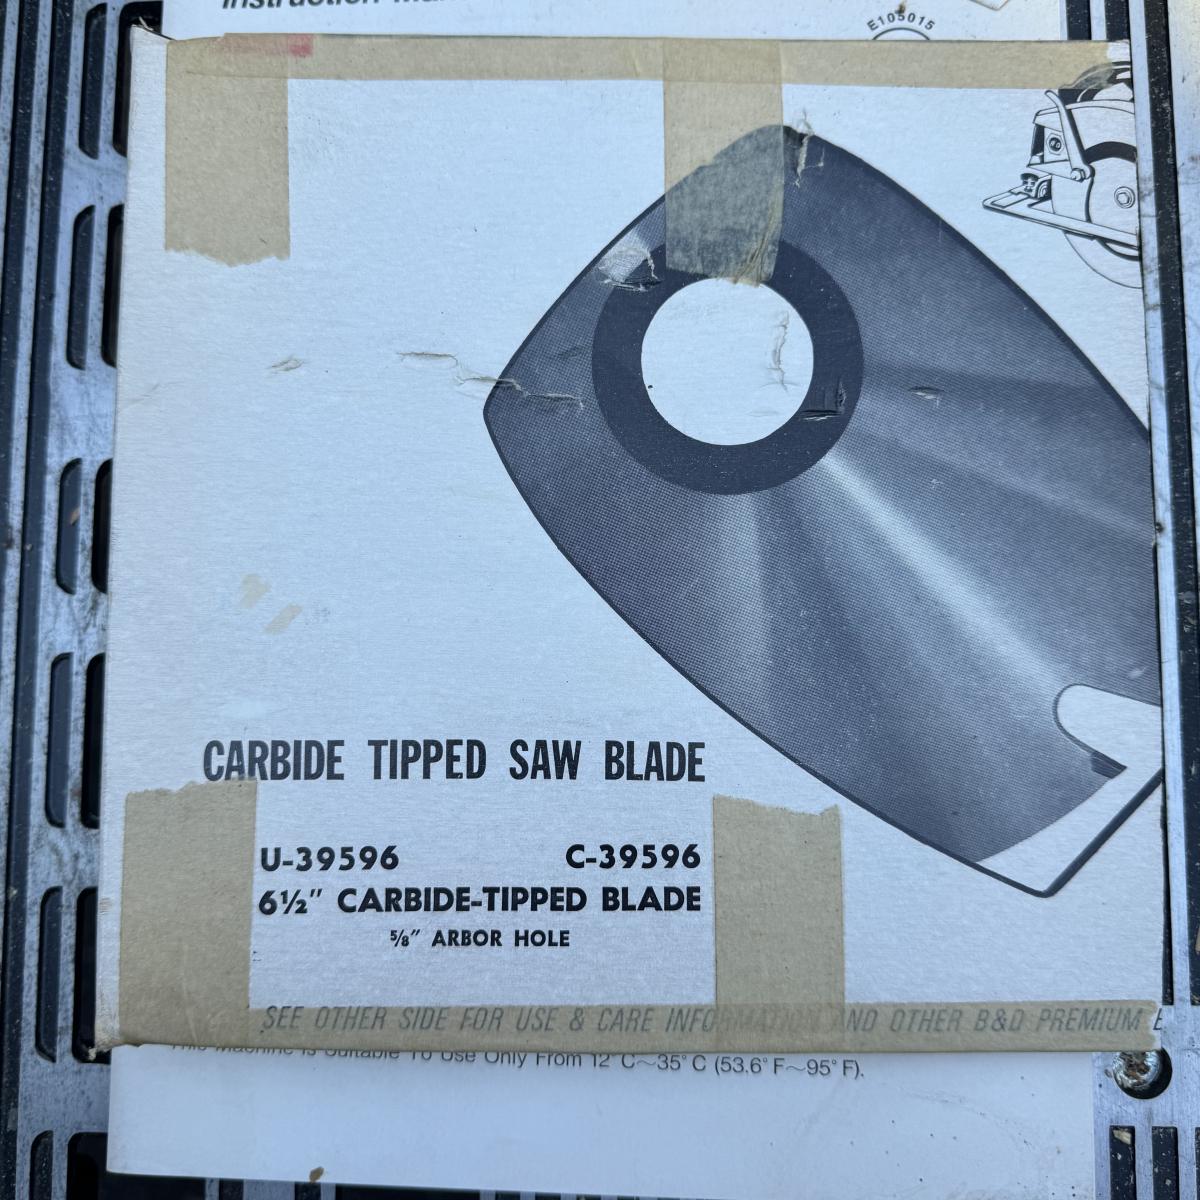 Instruction
E105015
CARBIDE TIPPED SAW BLADE
U-39596 C-39596
6½" CARBIDE-TIPPED BLADE
5/8" ARBOR HOLE
SEE OTHER SIDE FOR USE & CARE INFORMATION AND OTHER B&D PREMIUM
This Machine Is Suitable To Use Only From 12°C~35°C (53.6°F~95°F).